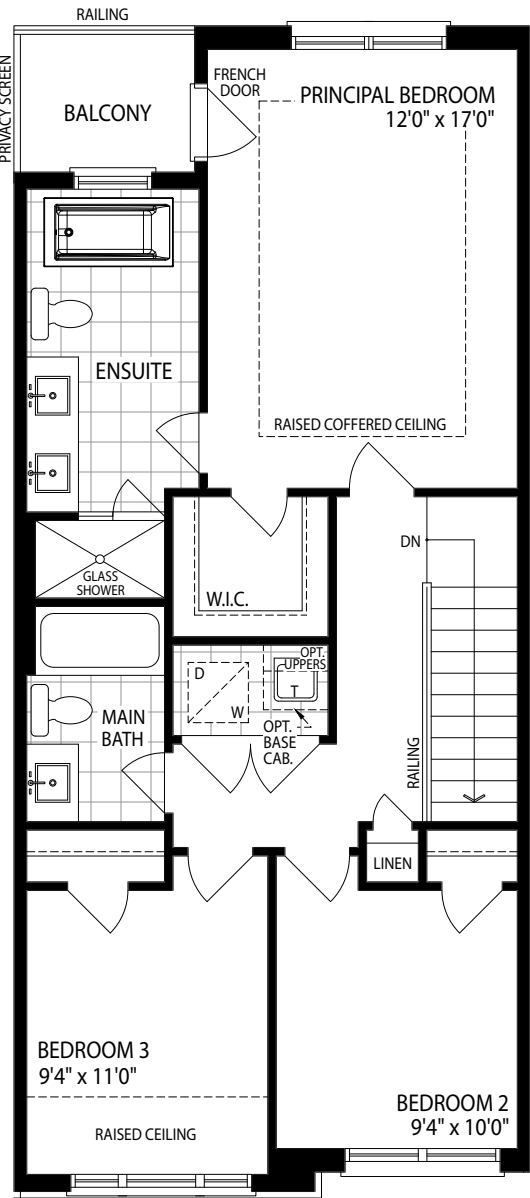 RAILING
PRIVACY SCREEN
BALCONY
FRENCH
DOOR
PRINCIPAL BEDROOM
12'0" x 17'0"
ENSUITE
RAISED COFFERED CEILING
DN
GLASS
SHOWER
W.I.C.
OPT.
UPPERS
D
W
T
MAIN
BATH
OPT.
BASE
CAB.
RAILING
LINEN
BEDROOM 3
9'4" x 11'0"
RAISED CEILING
BEDROOM 2
9'4" x 10'0"